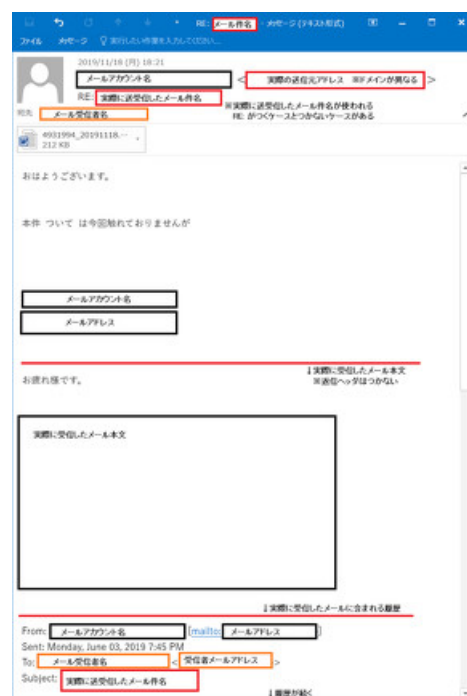 RE: メール件名 - メッセージ (テキスト形式)
ファイル メッセージ 実行したい作業を入力してください...
2019/11/18 (月) 18:21
メールアカウント名 < 実際の送信元アドレス ※ドメインが異なる >
RE: 実際に送受信したメール件名
※実際に送受信したメール件名が使われる
宛先 メール受信者名
RE: がつくケースとつかないケースがある
4931994_20191118....
212 KB
おはようございます。
本件 ついて は今回触れておりませんが
メールアカウント名
メールアドレス
↓実際に受信したメール本文
※返信ヘッダはつかない
お疲れ様です。
実際に受信したメール本文
↓実際に受信したメールに含まれる履歴
From: メールアカウント名 [mailto: メールアドレス ]
Sent: Monday, June 03, 2019 7:45 PM
To: メール受信者名 < 受信者メールアドレス >
Subject: 実際に送受信したメール件名
↓履歴が続く